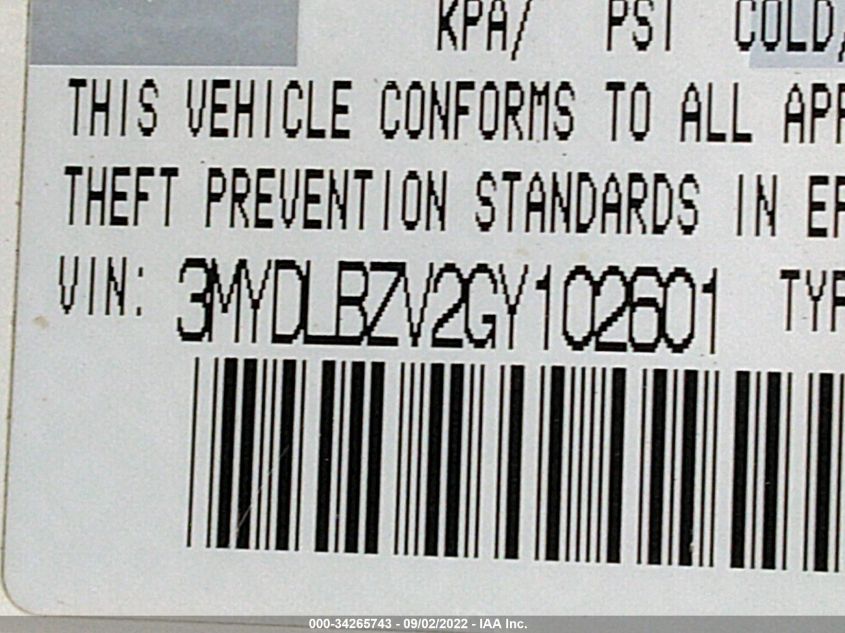 KPA/ PSI COLD/
THIS VEHICLE CONFORMS TO ALL APP
THEFT PREVENTION STANDARDS IN EF
VIN: 3MYDLBZV2GY102601 TYP
000-34265743 - 09/02/2022 - IAA Inc.